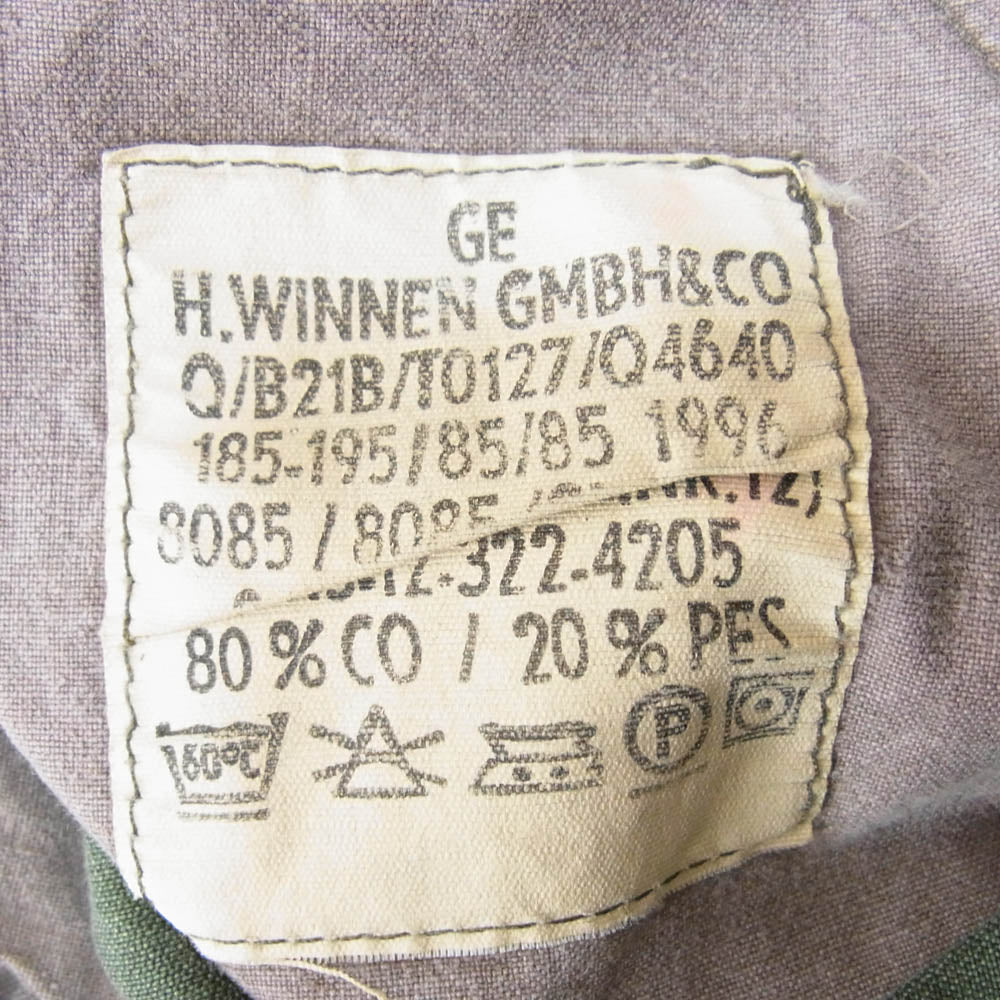 GE
H.WINNEN GMBH&CO
Q/B21B/T0127/Q4640
185-195/85/85 1996
8085 / 8085
322-4205
80 % CO / 20 % PES
60°C
P